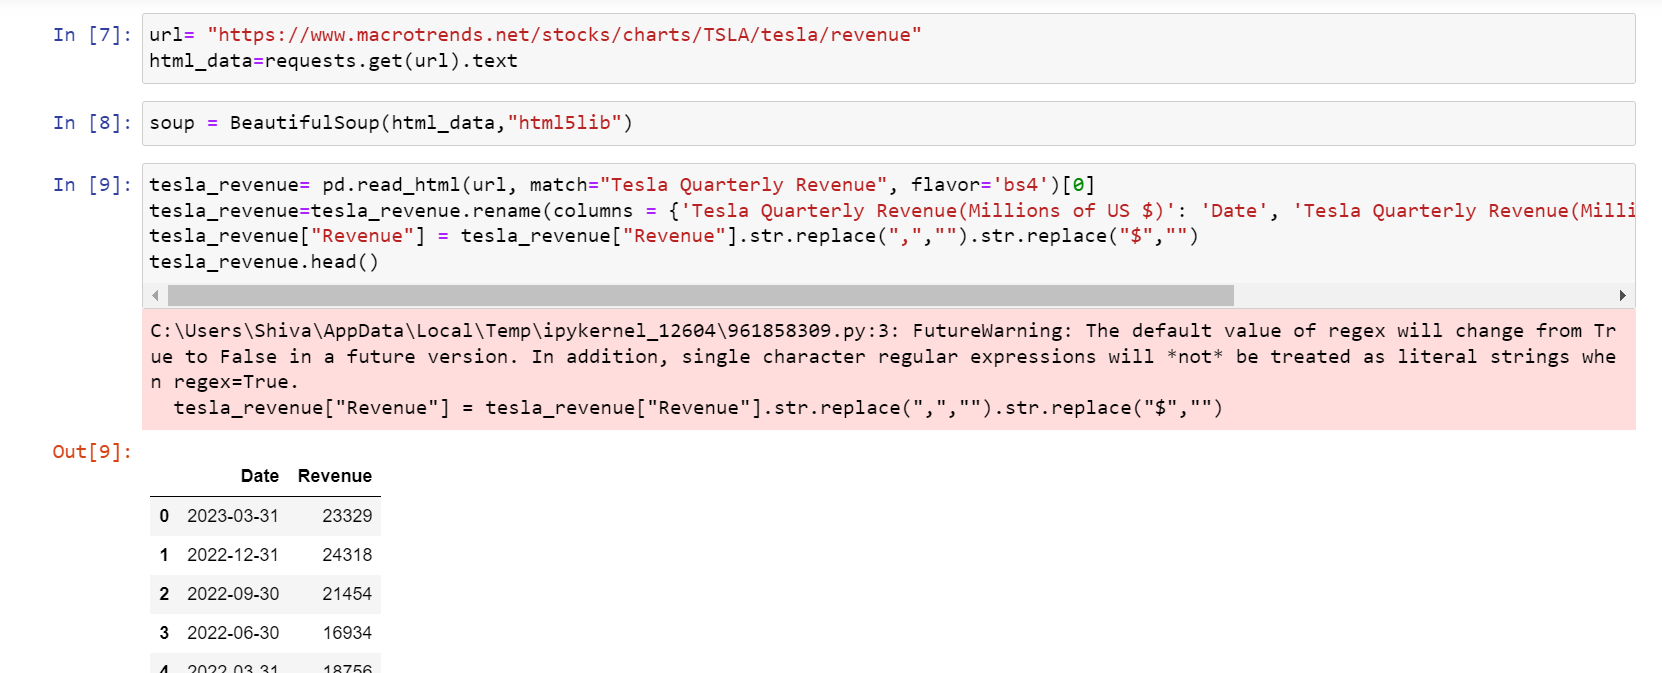 In [7]: url= "https://www.macrotrends.net/stocks/charts/TSLA/tesla/revenue"
html_data=requests.get(url).text
In [8]: soup = BeautifulSoup(html_data,"html5lib")
In [9]: tesla_revenue= pd.read_html(url, match="Tesla Quarterly Revenue", flavor='bs4')[0]
tesla_revenue=tesla_revenue.rename(columns = {'Tesla Quarterly Revenue(Millions of US $)': 'Date', 'Tesla Quarterly Revenue(Milli
tesla_revenue["Revenue"] = tesla_revenue["Revenue"].str.replace(",","").str.replace("$","")
tesla_revenue.head()
C:\Users\Shiva\AppData\Local\Temp\ipykernel_12604\961858309.py:3: FutureWarning: The default value of regex will change from Tr
ue to False in a future version. In addition, single character regular expressions will *not* be treated as literal strings whe
n regex=True.
  tesla_revenue["Revenue"] = tesla_revenue["Revenue"].str.replace(",","").str.replace("$","")
Out[9]:
Date Revenue
0 2023-03-31 23329
1 2022-12-31 24318
2 2022-09-30 21454
3 2022-06-30 16934
4 2022-03-31 18756